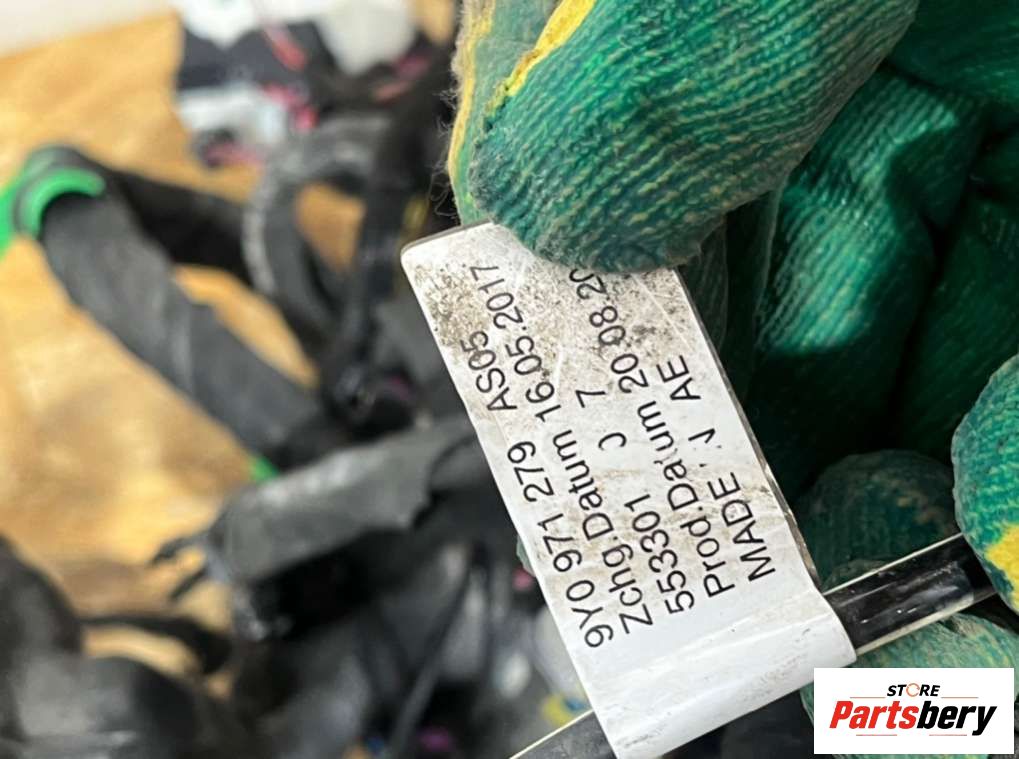 9Y0 971 279 AS05
Zchg Datum 16.05.2017
553301 J 7
Prod.Datum 20 08.20
MADE AE
STORE
Partsbery